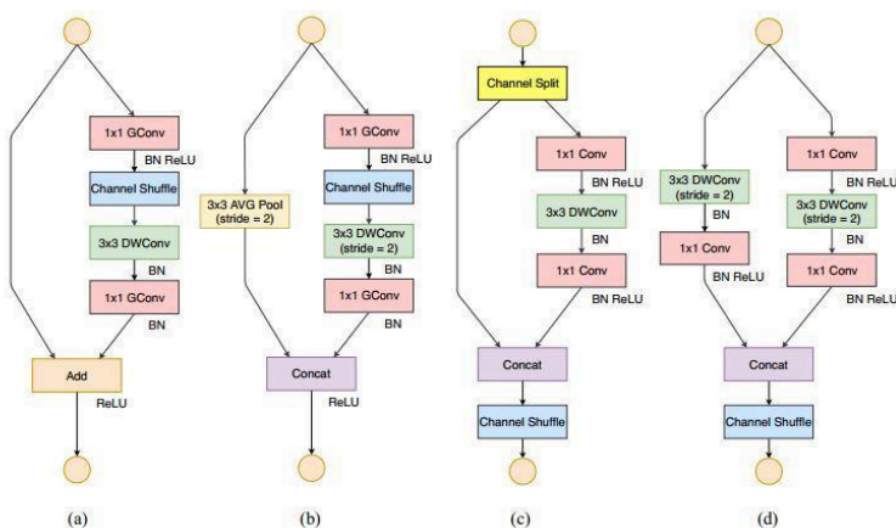 1x1 GConv
BN ReLU
Channel Shuffle
3x3 DWConv
BN
1x1 GConv
BN
Add
ReLU
(a)
1x1 GConv
BN ReLU
3x3 AVG Pool
(stride = 2)
Channel Shuffle
3x3 DWConv
(stride = 2)
BN
1x1 GConv
BN
Concat
ReLU
(b)
Channel Split
1x1 Conv
BN ReLU
3x3 DWConv
BN
1x1 Conv
BN ReLU
Concat
Channel Shuffle
(c)
3x3 DWConv
(stride = 2)
BN
1x1 Conv
BN ReLU
1x1 Conv
BN ReLU
3x3 DWConv
(stride = 2)
BN
1x1 Conv
BN ReLU
Concat
Channel Shuffle
(d)